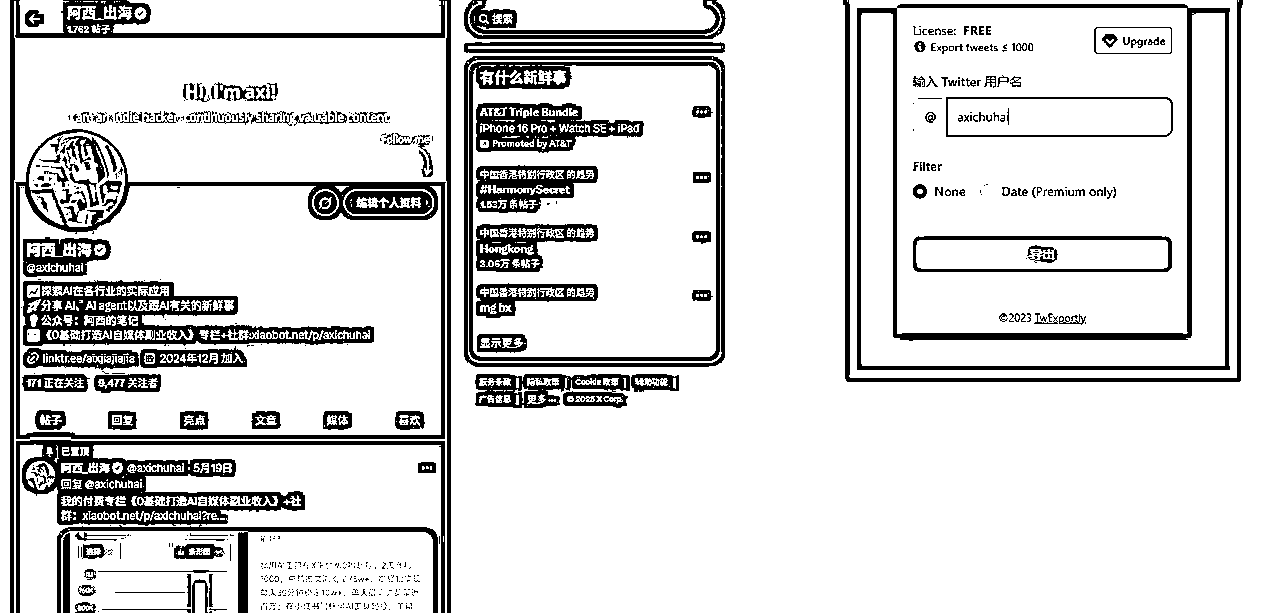 阿西_出海
1,762 帖子
Hi, I'm axi!
I am an indie hacker, continuously sharing valuable content.
Follow me!
编辑个人资料
阿西_出海
@axichuhai
探索AI在各行业的实际应用
分享 AI、AI agent以及跟AI有关的新鲜事
公众号：阿西的笔记
《0基础打造AI自媒体副业收入》专栏+社群:xiaobot.net/p/axichuhai
linktr.ee/axijiajiajia 2024年12月 加入
171 正在关注 9,477 关注者
帖子 回复 亮点 文章 媒体 喜欢
已置顶
阿西_出海 @axichuhai · 5月19日
回复 @axichuhai
我的付费专栏《0基础打造AI自媒体副业收入》+社
群：xiaobot.net/p/axichuhai?re...
搜索
有什么新鲜事
AT&T Triple Bundle
iPhone 16 Pro + Watch SE + iPad
Promoted by AT&T
中国香港特别行政区 的趋势
#HarmonySecret
1.53万 条帖子
中国香港特别行政区 的趋势
Hongkong
3.06万 条帖子
中国香港特别行政区 的趋势
mg hx
显示更多
服务条款 | 隐私政策 | Cookie 政策 | 辅助功能 |
广告信息 | 更多 ... © 2025 X Corp.
License: FREE
Export tweets ≤ 1000
Upgrade
输入 Twitter 用户名
@ axichuhai
Filter
None Date (Premium only)
导出
©2023 TwExportly